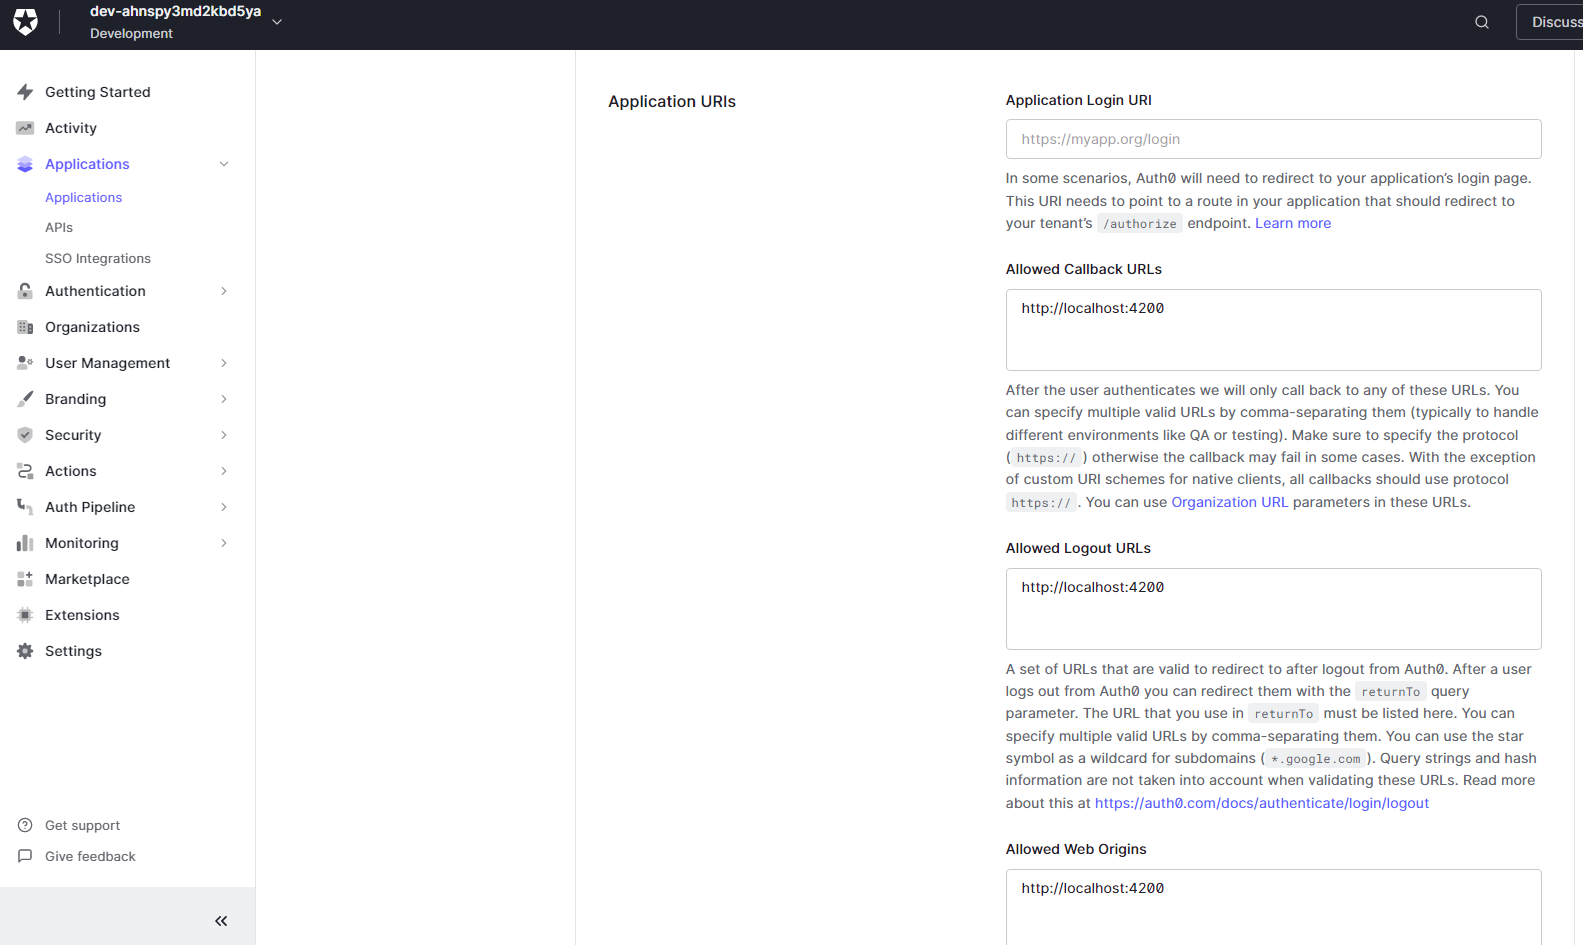 dev-ahnspy3md2kbd5ya
Development
Discuss
Getting Started
Activity
Applications
Applications
APIs
SSO Integrations
Authentication
Organizations
User Management
Branding
Security
Actions
Auth Pipeline
Monitoring
Marketplace
Extensions
Settings
Get support
Give feedback
Application URIs
Application Login URI
https://myapp.org/login
In some scenarios, Auth0 will need to redirect to your application’s login page.
This URI needs to point to a route in your application that should redirect to
your tenant’s /authorize endpoint. Learn more
Allowed Callback URLs
http://localhost:4200
After the user authenticates we will only call back to any of these URLs. You
can specify multiple valid URLs by comma-separating them (typically to handle
different environments like QA or testing). Make sure to specify the protocol
(https://) otherwise the callback may fail in some cases. With the exception
of custom URI schemes for native clients, all callbacks should use protocol
https://. You can use Organization URL parameters in these URLs.
Allowed Logout URLs
http://localhost:4200
A set of URLs that are valid to redirect to after logout from Auth0. After a user
logs out from Auth0 you can redirect them with the returnTo query
parameter. The URL that you use in returnTo must be listed here. You can
specify multiple valid URLs by comma-separating them. You can use the star
symbol as a wildcard for subdomains (*.google.com). Query strings and hash
information are not taken into account when validating these URLs. Read more
about this at https://auth0.com/docs/authenticate/login/logout
Allowed Web Origins
http://localhost:4200